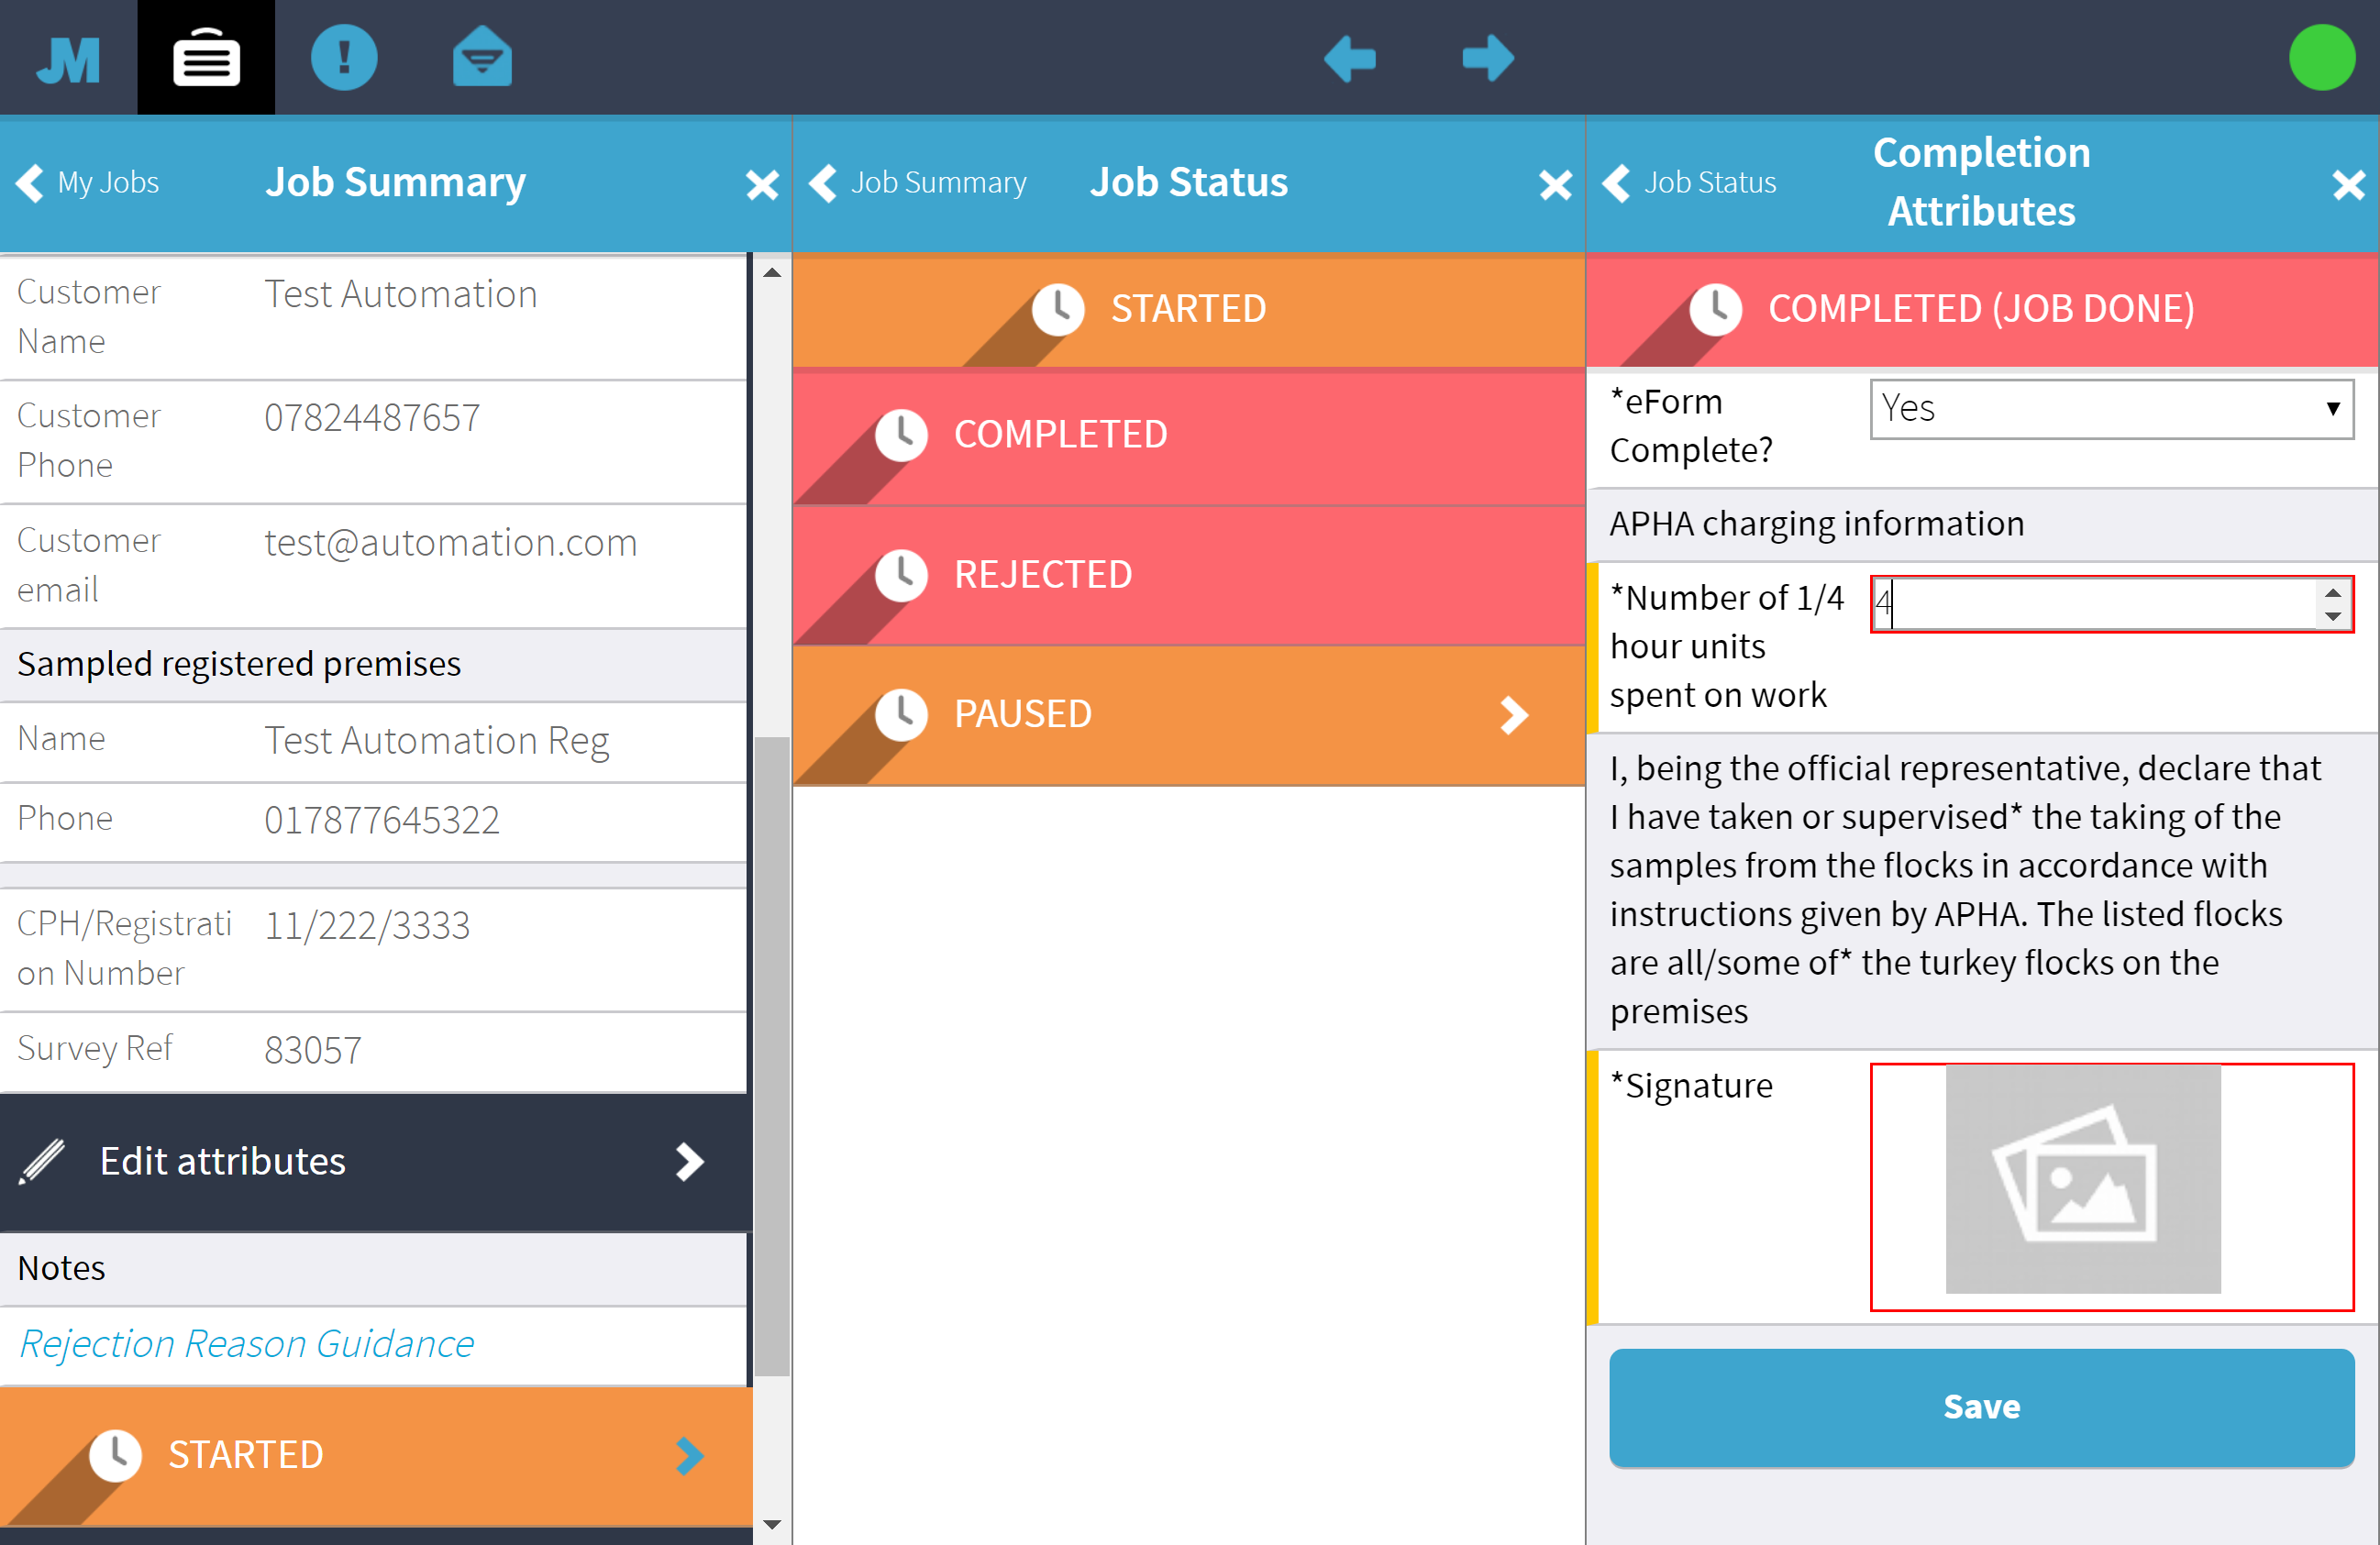 JM
My Jobs
Job Summary
Customer
Name
Test Automation
Customer
Phone
07824487657
Customer
email
test@automation.com
Sampled registered premises
Name
Test Automation Reg
Phone
017877645322
CPH/Registrati
on Number
11/222/3333
Survey Ref
83057
Edit attributes
Notes
Rejection Reason Guidance
STARTED
Job Summary
Job Status
STARTED
COMPLETED
REJECTED
PAUSED
Job Status
Completion
Attributes
COMPLETED (JOB DONE)
*eForm
Complete?
Yes
APHA charging information
*Number of 1/4
hour units
spent on work
4
I, being the official representative, declare that
I have taken or supervised* the taking of the
samples from the flocks in accordance with
instructions given by APHA. The listed flocks
are all/some of* the turkey flocks on the
premises
*Signature
Save